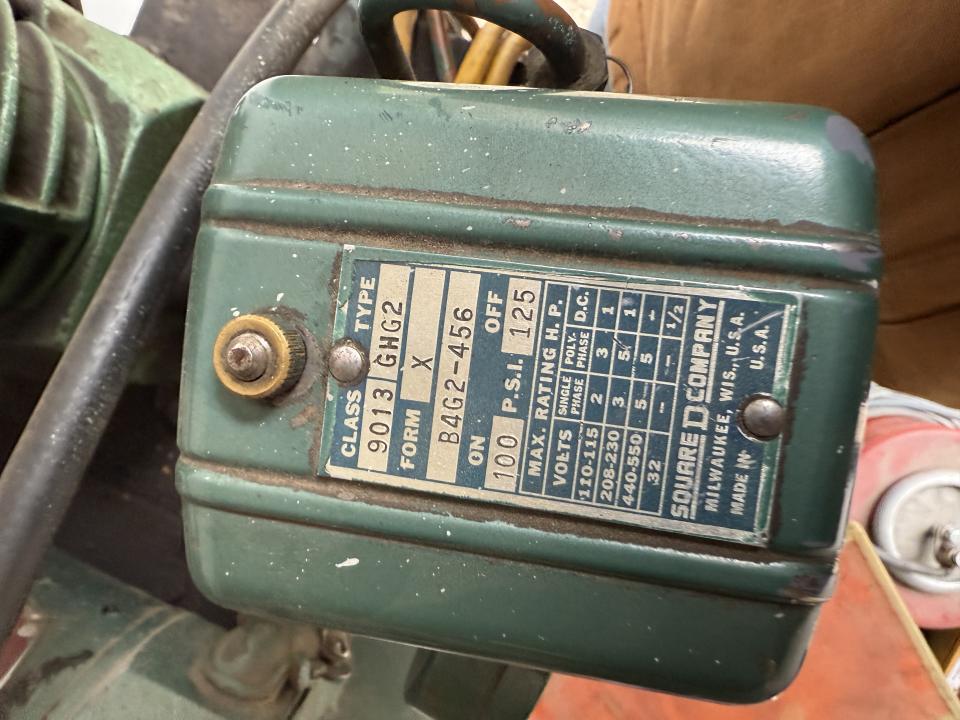 CLASS TYPE
9013 GHG2
FORM X
B4G2-456
ON OFF
100 P.S.I. 125
MAX. RATING H. P.
VOLTS SINGLE PHASE POLY. PHASE D.C.
110-115 2 3 1
208-230 3 5 1
440-550 5 5 -
32 - - 1/2
SQUARE D COMPANY
MILWAUKEE, WIS., U.S.A.
MADE IN U.S.A.